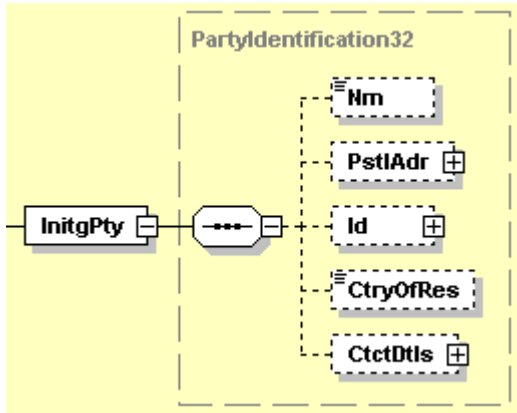 PartyIdentification32
Nm
PstlAdr
InitgPty
Id
CtryOfRes
CtctDtls